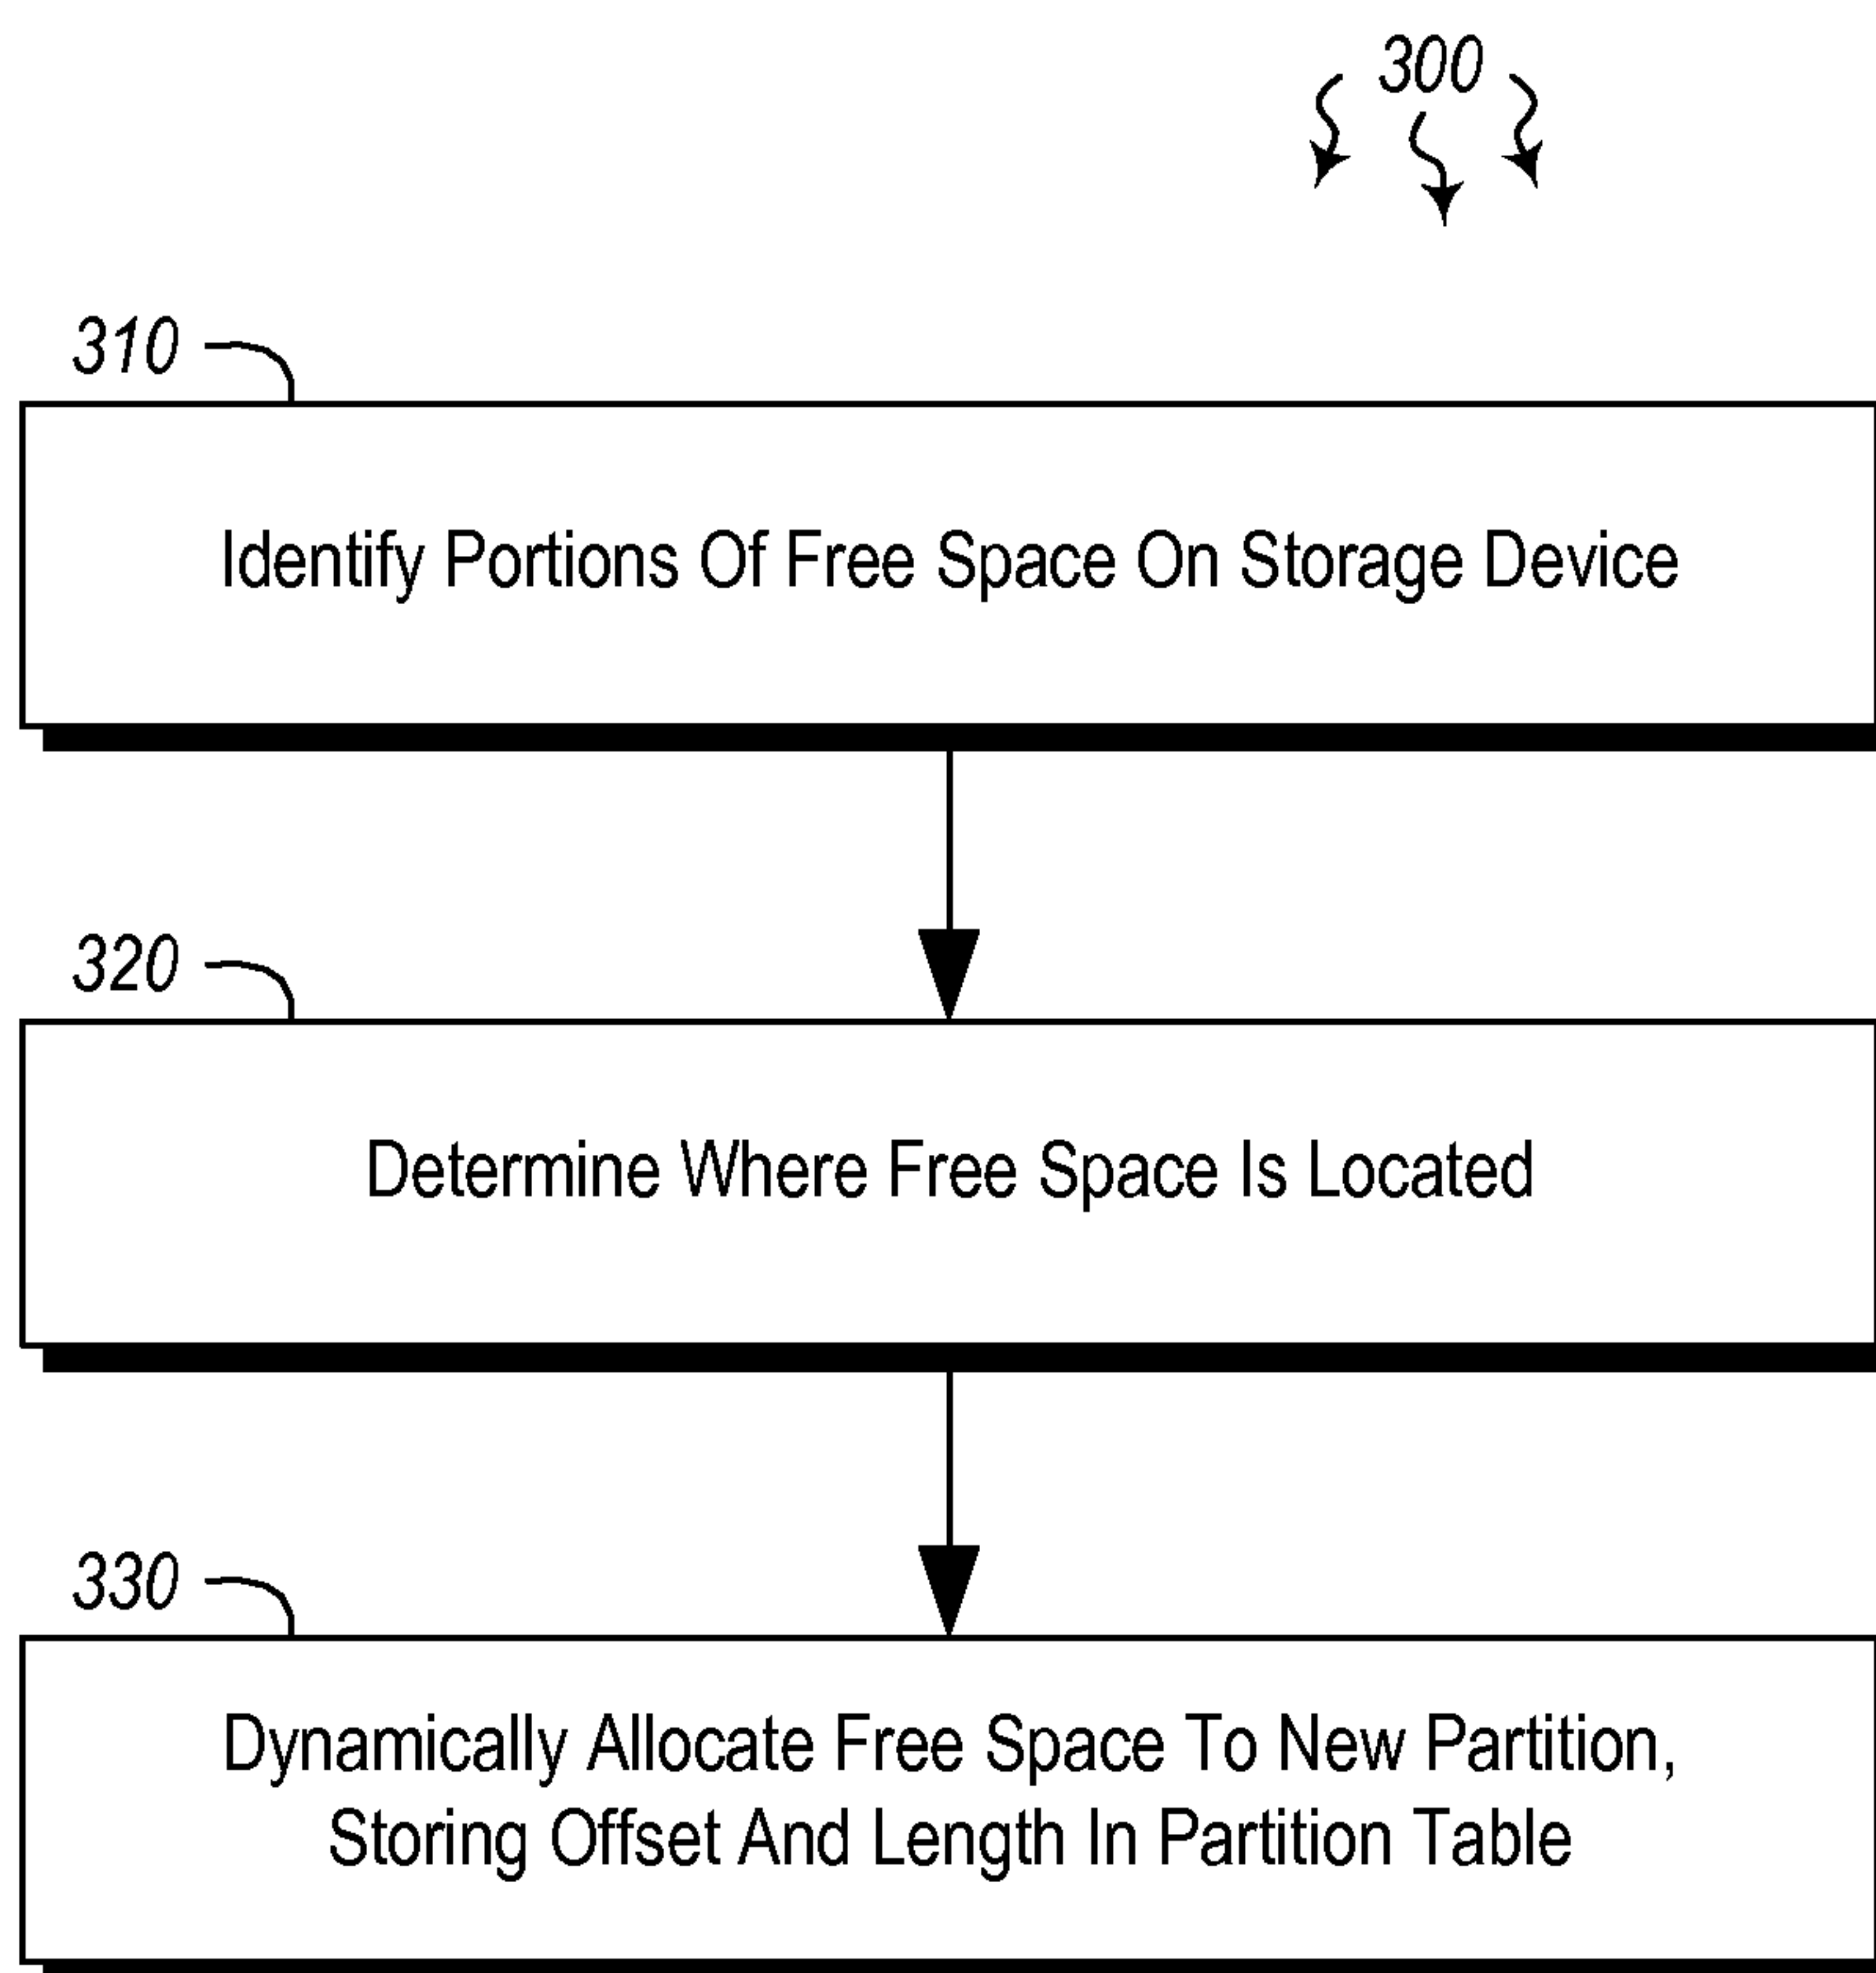 300
310
Identify Portions Of Free Space On Storage Device
320
Determine Where Free Space Is Located
330
Dynamically Allocate Free Space To New Partition,
Storing Offset And Length In Partition Table